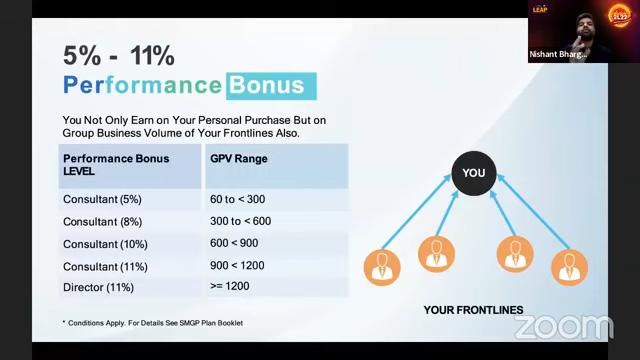 LEAP
2L22
Nishant Bharg...
5% - 11%
Performance Bonus
You Not Only Earn on Your Personal Purchase But on
Group Business Volume of Your Frontlines Also.
Performance Bonus LEVEL GPV Range
Consultant (5%) 60 to < 300
Consultant (8%) 300 to < 600
Consultant (10%) 600 < 900
Consultant (11%) 900 < 1200
Director (11%) >= 1200
YOU
YOUR FRONTLINES
* Conditions Apply. For Details See SMGP Plan Booklet
zoom